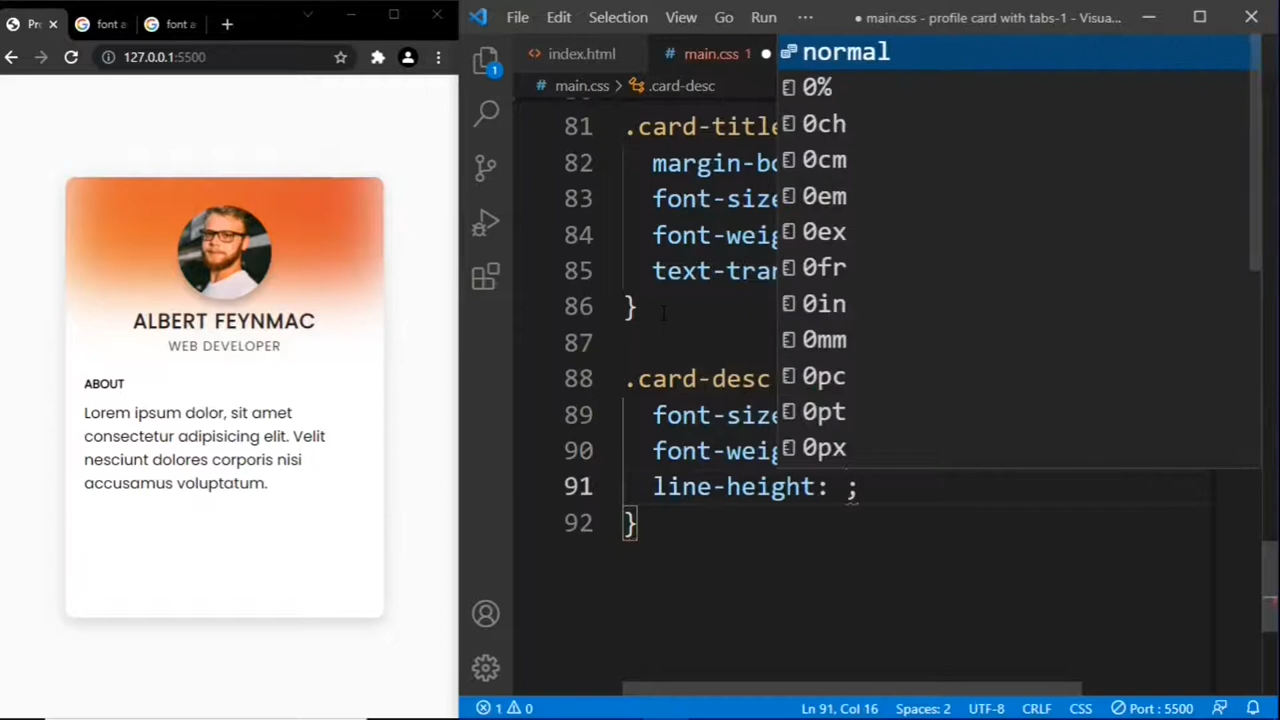 Pro
font a
font a
File Edit Selection View Go Run ··· ● main.css - profile card with tabs-1 - Visua...
127.0.0.1:5500
1
<> index.html
# main.css 1
# main.css > .card-desc
normal
0%
0ch
0cm
0em
0ex
0fr
0in
0mm
0pc
0pt
0px
81 .card-title
82 margin-bo
83 font-size
84 font-weig
85 text-tran
86 }
87
88 .card-desc
89 font-size
90 font-weig
91 line-height: ;
92 }
ALBERT FEYNMAC
WEB DEVELOPER
ABOUT
Lorem ipsum dolor, sit amet
consectetur adipisicing elit. Velit
nesciunt dolores corporis nisi
accusamus voluptatum.
1 0 Ln 91, Col 16 Spaces: 2 UTF-8 CRLF CSS Port : 5500